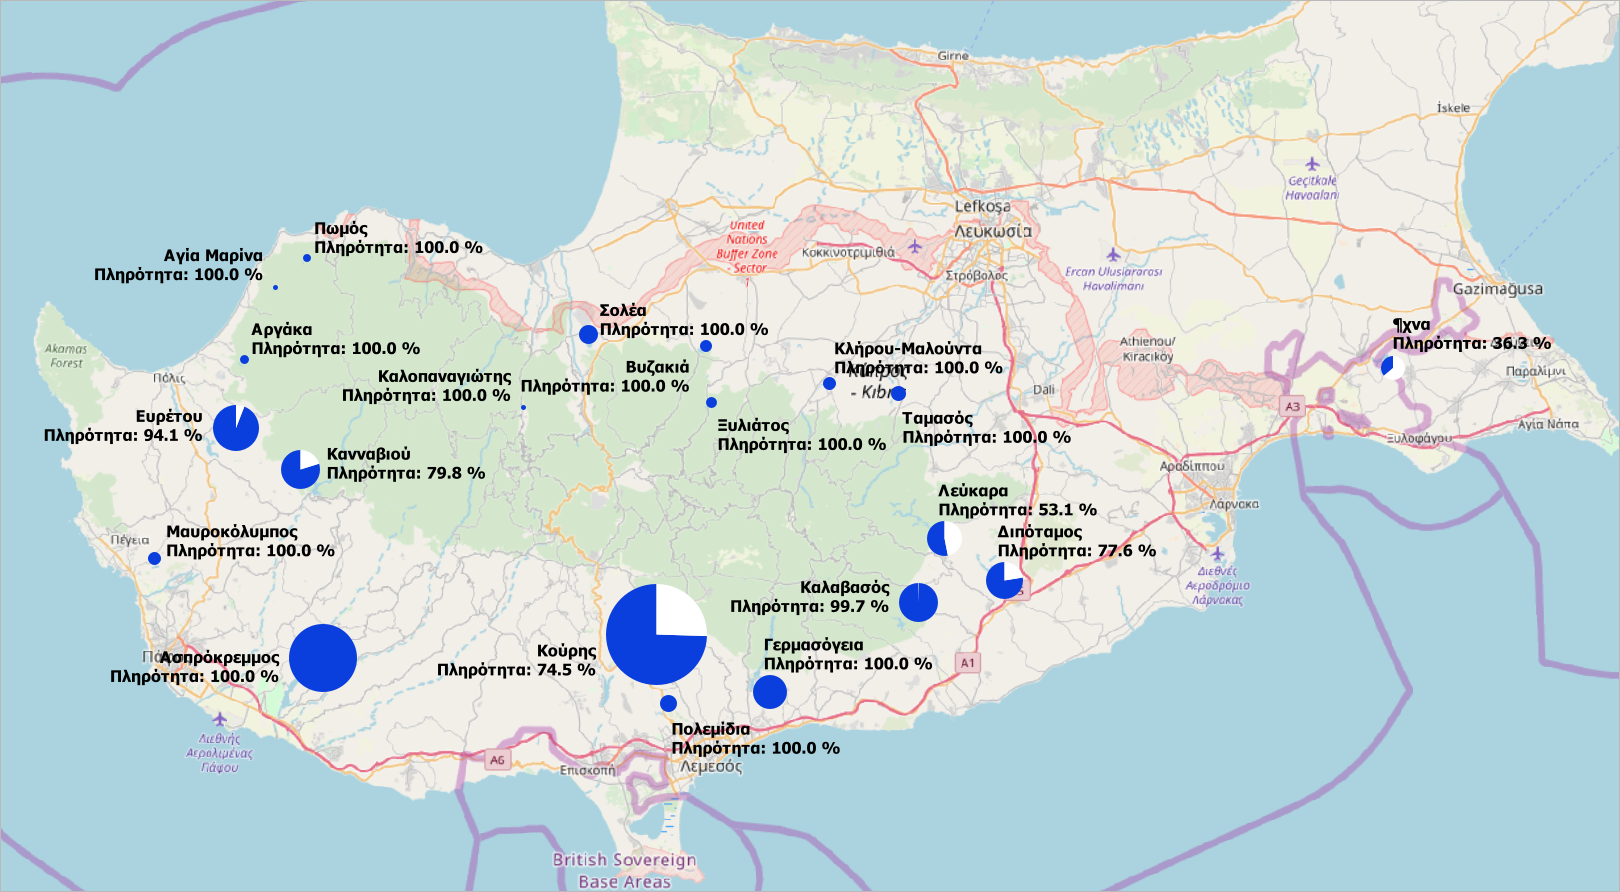 Girne
İskele
Geçitkale
Havaalanı
Lefkoşa
Λευκωσία
Πωμός
Πληρότητα: 100.0 %
United
Nations
Buffer Zone
- Sector
1
Κοκκινοτριμιθιά
Αγία Μαρίνα
Πληρότητα: 100.0 %
Στρόβολος
Ercan Uluslararası
Havalimanı
Gazimağusa
Σολέα
Πληρότητα: 100.0 %
Αργάκα
Πληρότητα: 100.0 %
¶χνα
Πληρότητα: 36.3 %
Akamas
Forest
Athienou/
Kiracıköy
Κλήρου-Μαλούντα
Πληρότητα: 100.0 %
Βυζακιά
Πληρότητα: 100.0 %
Καλοπαναγιώτης
Πληρότητα: 100.0 %
Πόλις
Παραλίμνι
Dali
- Kıbrıs
A3
Ευρέτου
Πληρότητα: 94.1 %
Ξυλιάτος
Πληρότητα: 100.0 %
Ταμασός
Πληρότητα: 100.0 %
Αγία Νάπα
Ξυλοφάγου
Κανναβιού
Πληρότητα: 79.8 %
Αραδίππου
Λάρνακα
Λεύκαρα
Πληρότητα: 53.1 %
Διπόταμος
Πληρότητα: 77.6 %
Μαυροκόλυμπος
Πληρότητα: 100.0 %
Πέγεια
Διεθνές
Αεροδρόμιο
Λάρνακας
Καλαβασός
Πληρότητα: 99.7 %
Γερμασόγεια
Πληρότητα: 100.0 %
Κούρης
Πληρότητα: 74.5 %
Ασπρόκρεμμος
Πληρότητα: 100.0 %
A1
Διεθνής
Αερολιμένας
Πάφου
Πολεμίδια
Πληρότητα: 100.0 %
A6
Επισκοπή
Λεμεσός
British Sovereign
Base Areas